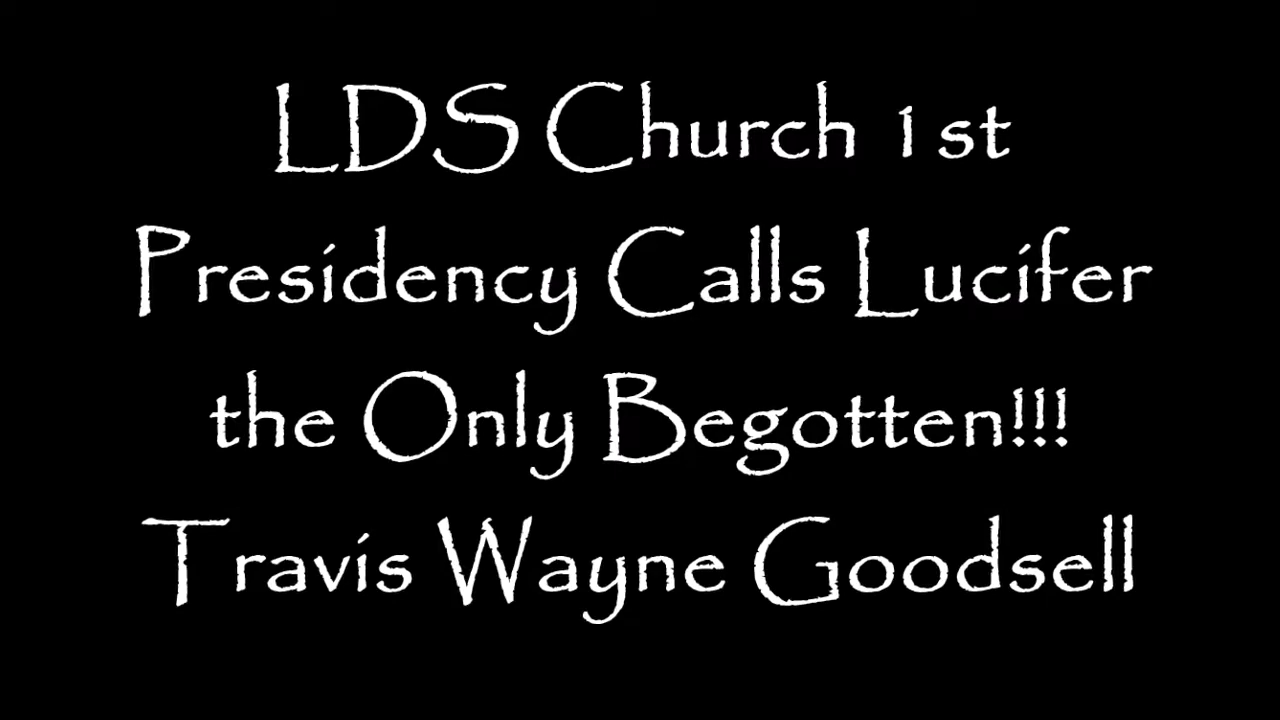 LDS Church 1st
Presidency Calls Lucifer
the Only Begotten!!!
Travis Wayne Goodsell